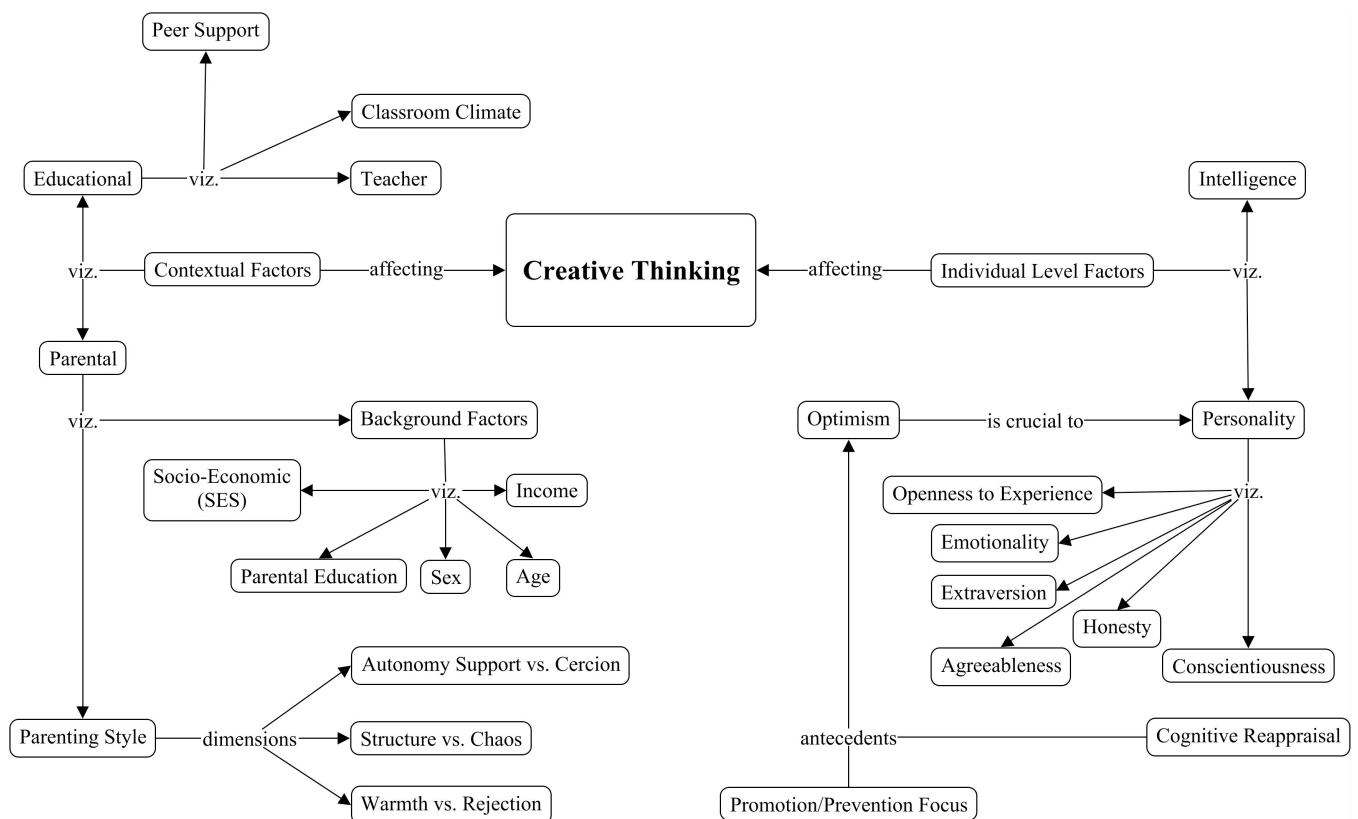 Peer Support
Classroom Climate
Educational
viz.
Teacher
Intelligence
viz.
Contextual Factors
affecting
Creative Thinking
affecting
Individual Level Factors
viz.
Parental
viz.
Background Factors
Optimism
is crucial to
Personality
Socio-Economic
(SES)
viz.
Income
Openness to Experience
viz.
Emotionality
Parental Education
Sex
Age
Extraversion
Honesty
Agreeableness
Conscientiousness
Autonomy Support vs. Cercion
Parenting Style
dimensions
Structure vs. Chaos
antecedents
Cognitive Reappraisal
Warmth vs. Rejection
Promotion/Prevention Focus